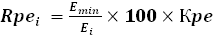 Rpe_i = E_min / E_i × 100 × Кре